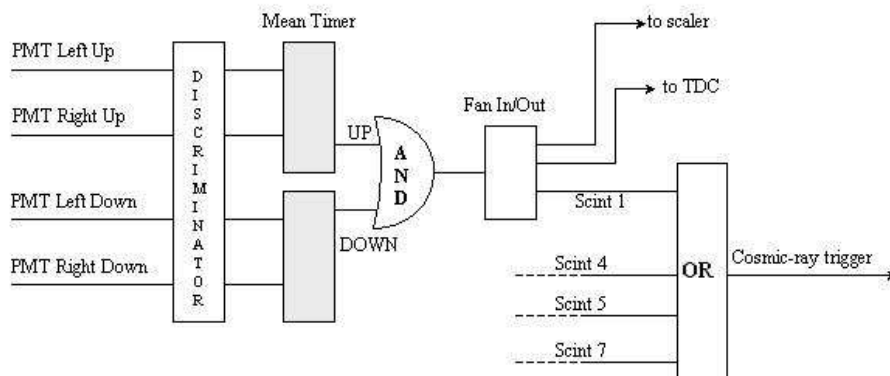 Mean Timer
to scaler
PMT Left Up
to TDC
PMT Right Up
Fan In/Out
UP
DISCRIMINATOR
AND
PMT Left Down
Scint 1
DOWN
PMT Right Down
Scint 4
OR
Cosmic-ray trigger
Scint 5
Scint 7